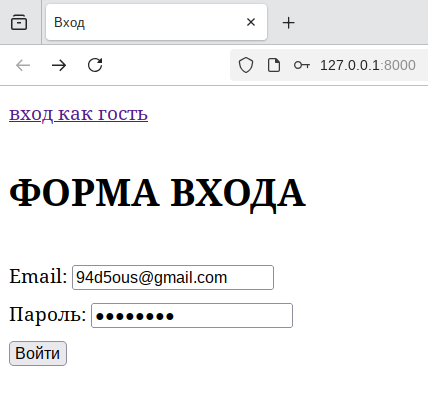 Вход
127.0.0.1:8000
вход как гость
ФОРМА ВХОДА
Email: 94d5ous@gmail.com
Пароль: ●●●●●●●●
Войти